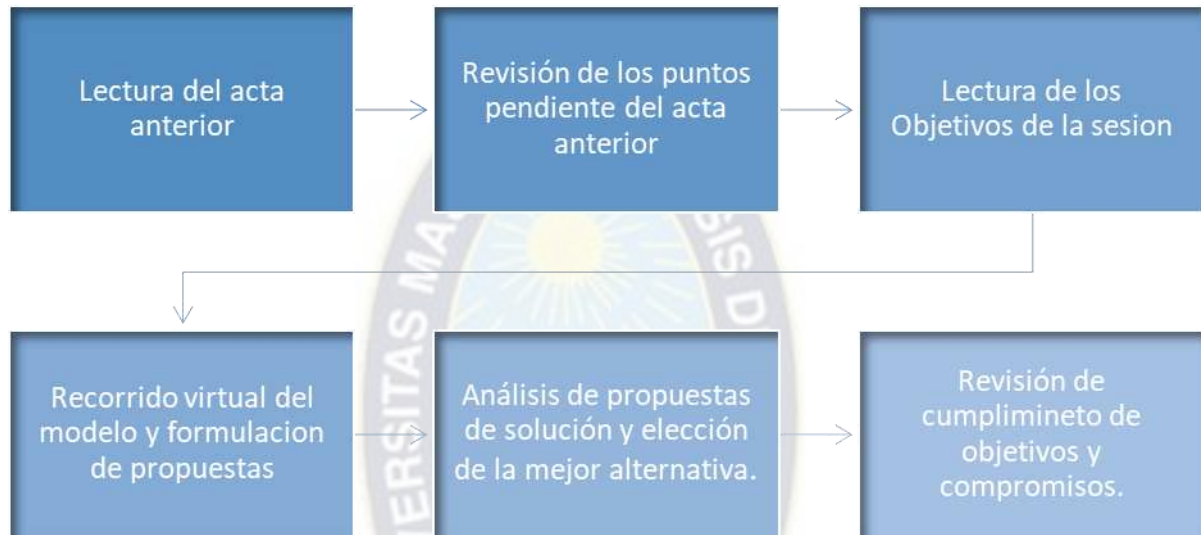 Lectura del acta
anterior
Revisión de los puntos
pendiente del acta
anterior
Lectura de los
Objetivos de la sesion
Recorrido virtual del
modelo y formulacion
de propuestas
Análisis de propuestas
de solución y elección
de la mejor alternativa.
Revisión de
cumplimineto de
objetivos y
compromisos.